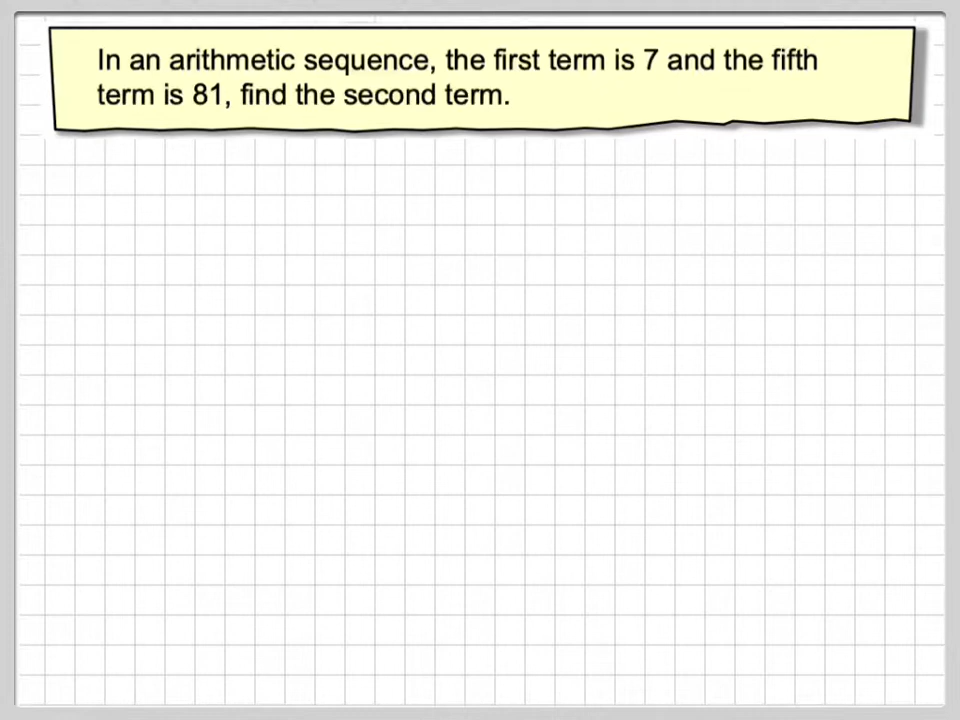 In an arithmetic sequence, the first term is 7 and the fifth
term is 81, find the second term.